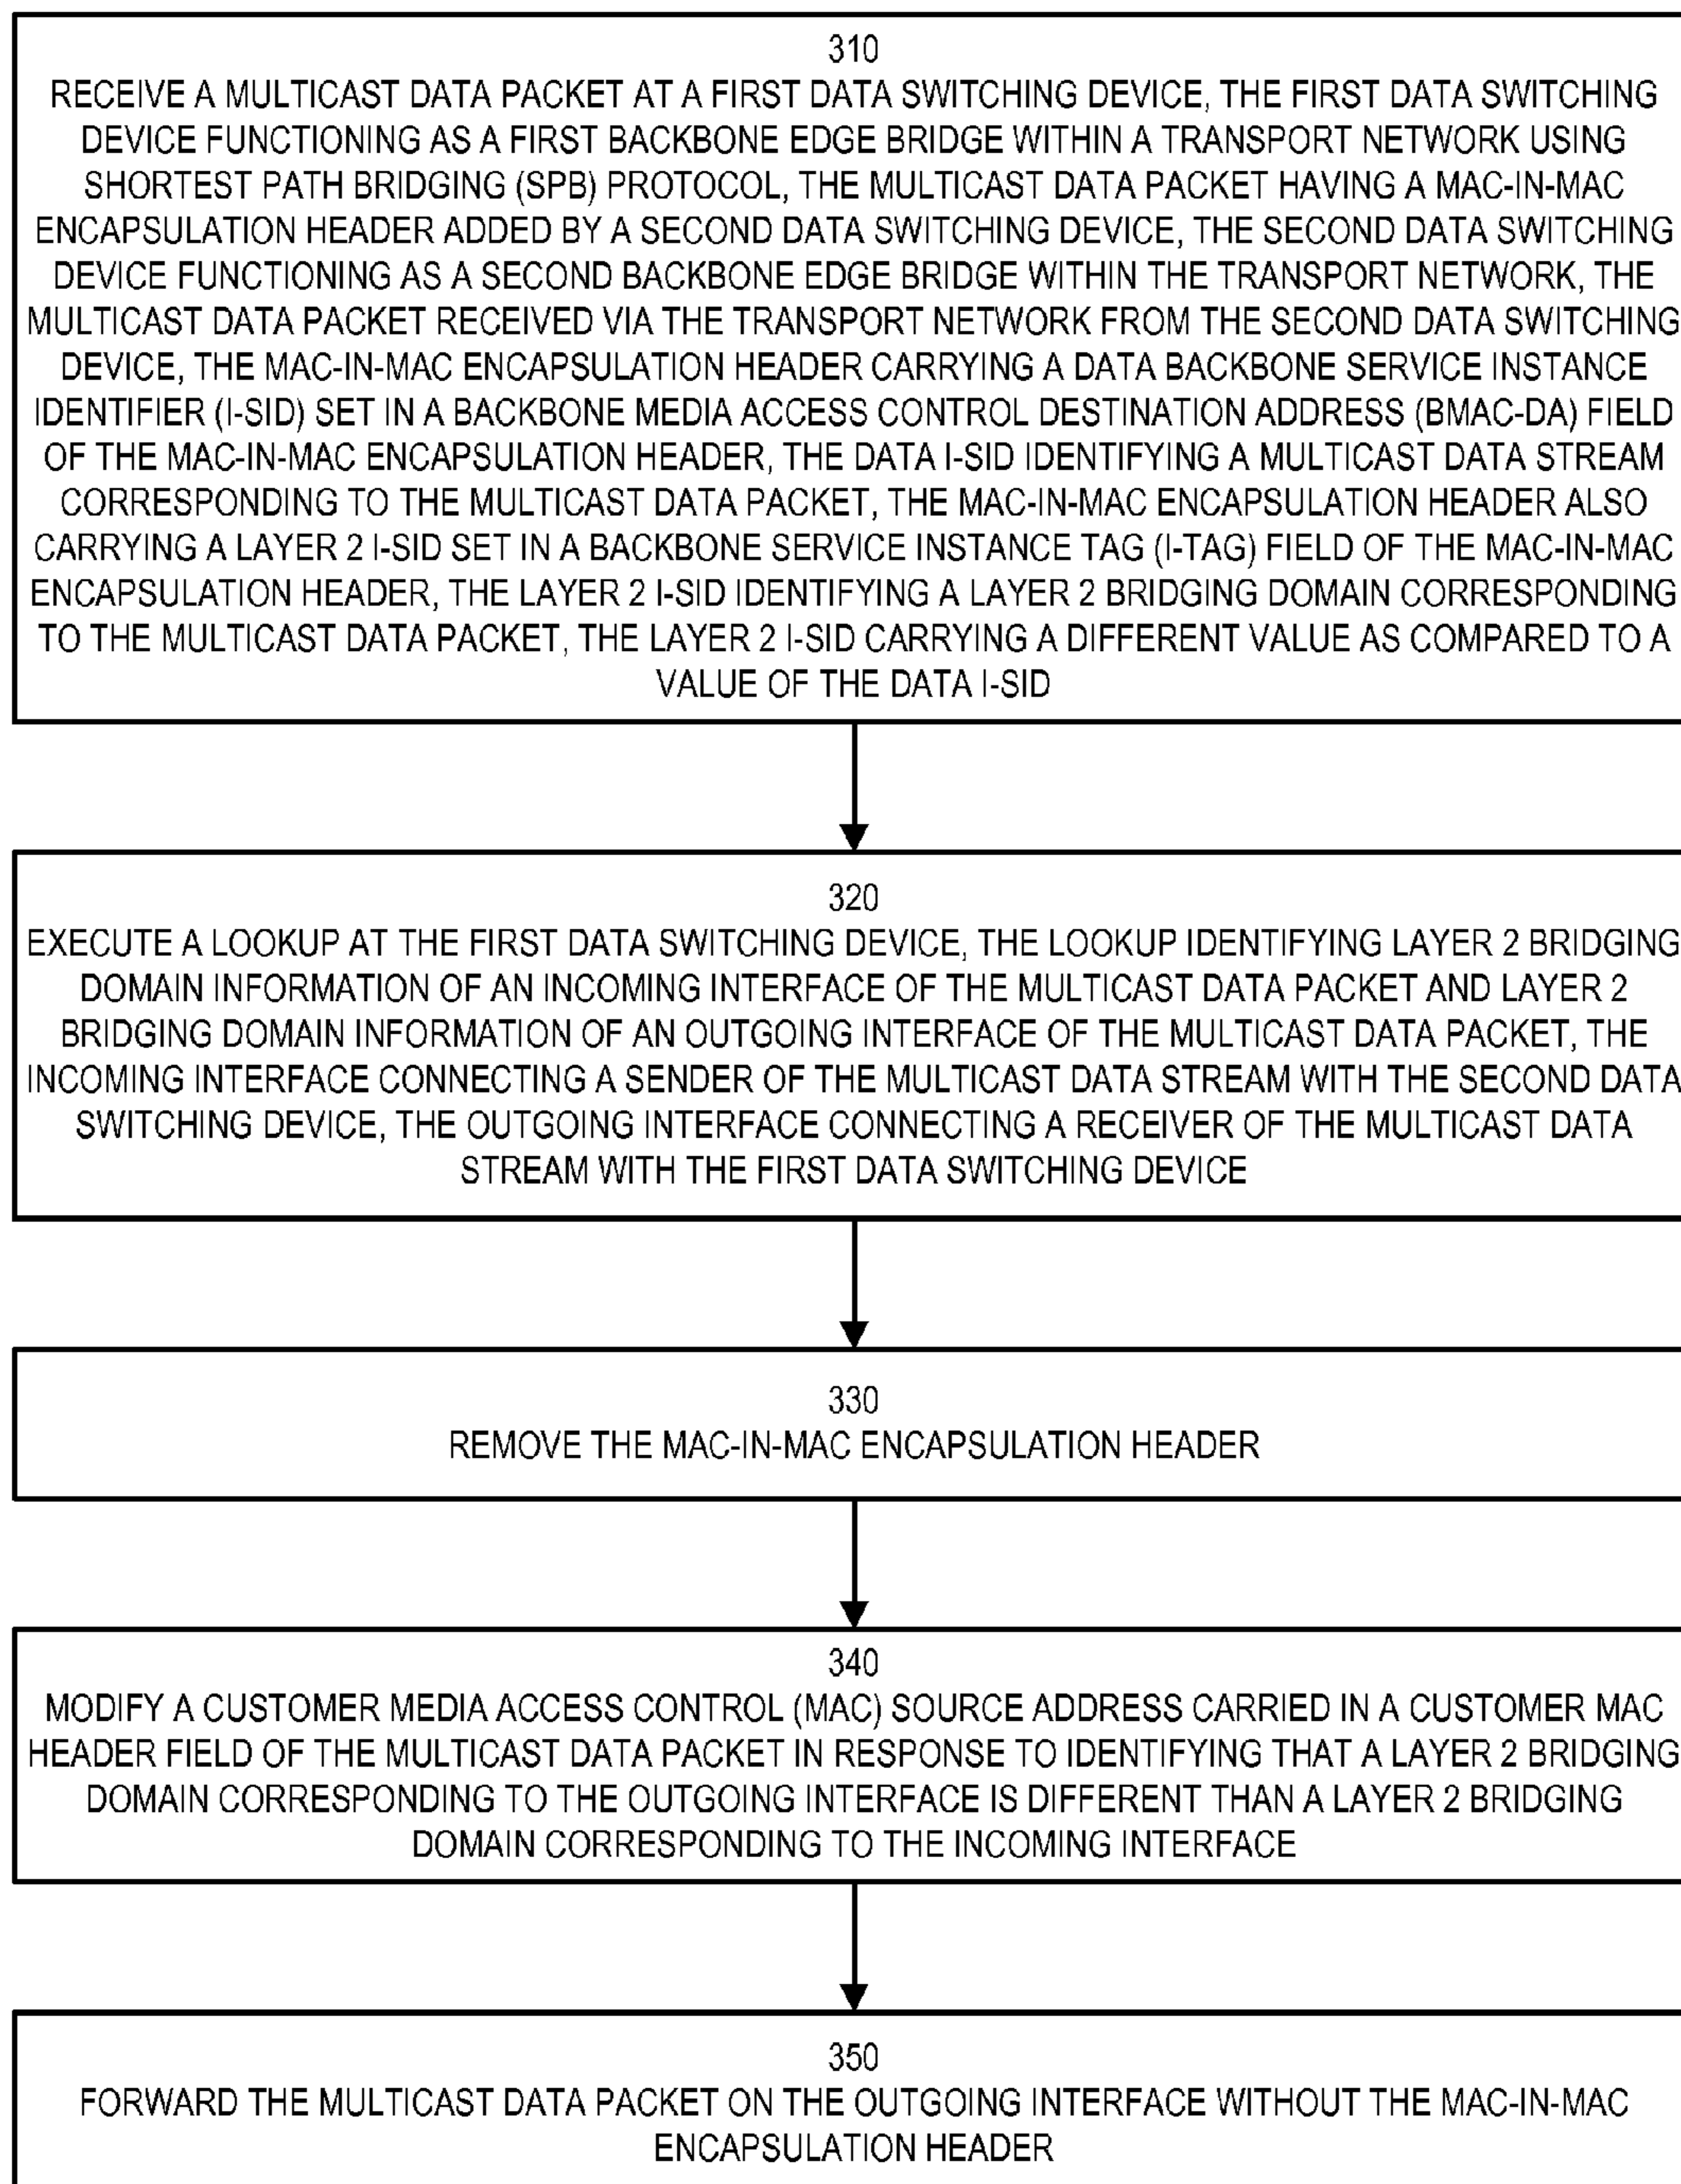 310
RECEIVE A MULTICAST DATA PACKET AT A FIRST DATA SWITCHING DEVICE, THE FIRST DATA SWITCHING
DEVICE FUNCTIONING AS A FIRST BACKBONE EDGE BRIDGE WITHIN A TRANSPORT NETWORK USING
SHORTEST PATH BRIDGING (SPB) PROTOCOL, THE MULTICAST DATA PACKET HAVING A MAC-IN-MAC
ENCAPSULATION HEADER ADDED BY A SECOND DATA SWITCHING DEVICE, THE SECOND DATA SWITCHING
DEVICE FUNCTIONING AS A SECOND BACKBONE EDGE BRIDGE WITHIN THE TRANSPORT NETWORK, THE
MULTICAST DATA PACKET RECEIVED VIA THE TRANSPORT NETWORK FROM THE SECOND DATA SWITCHING
DEVICE, THE MAC-IN-MAC ENCAPSULATION HEADER CARRYING A DATA BACKBONE SERVICE INSTANCE
IDENTIFIER (I-SID) SET IN A BACKBONE MEDIA ACCESS CONTROL DESTINATION ADDRESS (BMAC-DA) FIELD
OF THE MAC-IN-MAC ENCAPSULATION HEADER, THE DATA I-SID IDENTIFYING A MULTICAST DATA STREAM
CORRESPONDING TO THE MULTICAST DATA PACKET, THE MAC-IN-MAC ENCAPSULATION HEADER ALSO
CARRYING A LAYER 2 I-SID SET IN A BACKBONE SERVICE INSTANCE TAG (I-TAG) FIELD OF THE MAC-IN-MAC
ENCAPSULATION HEADER, THE LAYER 2 I-SID IDENTIFYING A LAYER 2 BRIDGING DOMAIN CORRESPONDING
TO THE MULTICAST DATA PACKET, THE LAYER 2 I-SID CARRYING A DIFFERENT VALUE AS COMPARED TO A
VALUE OF THE DATA I-SID
320
EXECUTE A LOOKUP AT THE FIRST DATA SWITCHING DEVICE, THE LOOKUP IDENTIFYING LAYER 2 BRIDGING
DOMAIN INFORMATION OF AN INCOMING INTERFACE OF THE MULTICAST DATA PACKET AND LAYER 2
BRIDGING DOMAIN INFORMATION OF AN OUTGOING INTERFACE OF THE MULTICAST DATA PACKET, THE
INCOMING INTERFACE CONNECTING A SENDER OF THE MULTICAST DATA STREAM WITH THE SECOND DATA
SWITCHING DEVICE, THE OUTGOING INTERFACE CONNECTING A RECEIVER OF THE MULTICAST DATA
STREAM WITH THE FIRST DATA SWITCHING DEVICE
330
REMOVE THE MAC-IN-MAC ENCAPSULATION HEADER
340
MODIFY A CUSTOMER MEDIA ACCESS CONTROL (MAC) SOURCE ADDRESS CARRIED IN A CUSTOMER MAC
HEADER FIELD OF THE MULTICAST DATA PACKET IN RESPONSE TO IDENTIFYING THAT A LAYER 2 BRIDGING
DOMAIN CORRESPONDING TO THE OUTGOING INTERFACE IS DIFFERENT THAN A LAYER 2 BRIDGING
DOMAIN CORRESPONDING TO THE INCOMING INTERFACE
350
FORWARD THE MULTICAST DATA PACKET ON THE OUTGOING INTERFACE WITHOUT THE MAC-IN-MAC
ENCAPSULATION HEADER